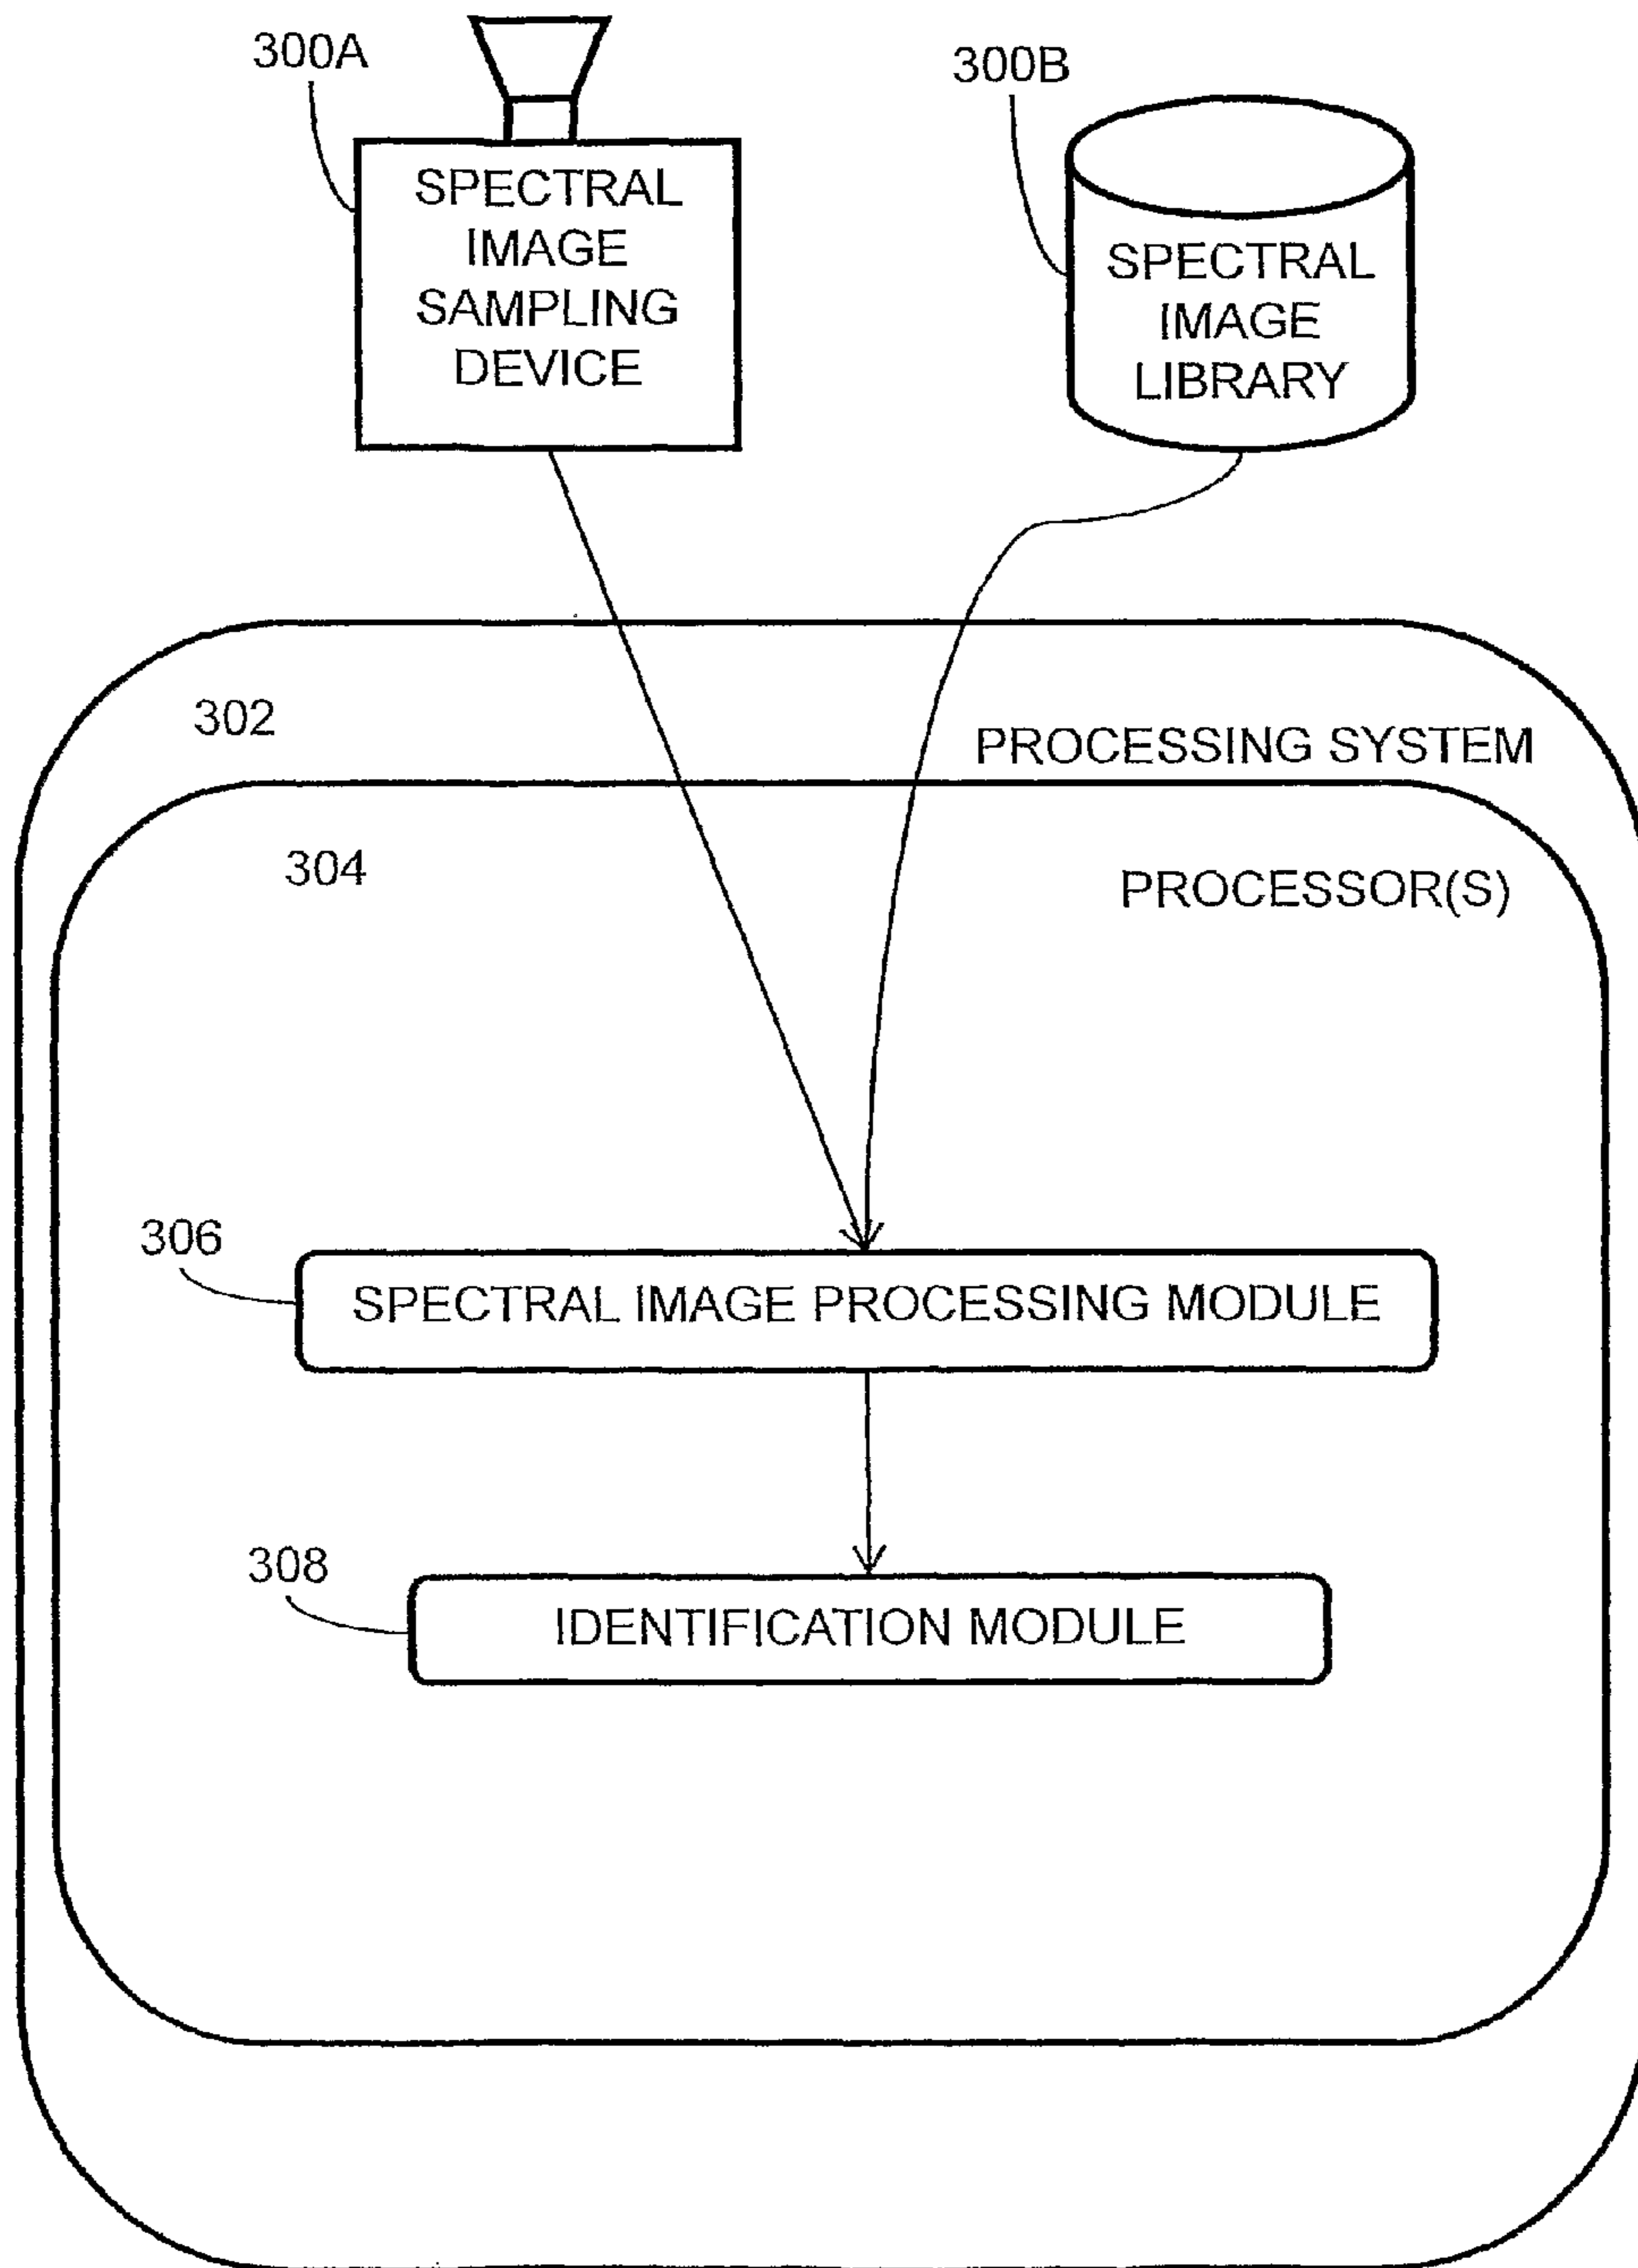 300A
SPECTRAL
IMAGE
SAMPLING
DEVICE
300B
SPECTRAL
IMAGE
LIBRARY
302
PROCESSING SYSTEM
304
PROCESSOR(S)
306
SPECTRAL IMAGE PROCESSING MODULE
308
IDENTIFICATION MODULE